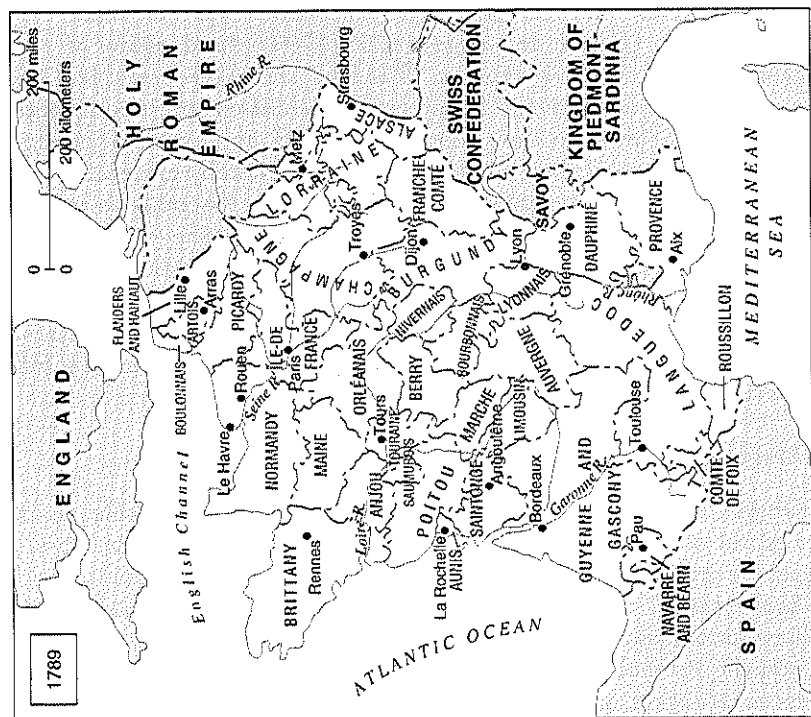 1789
0 200 miles
0 200 kilometers
ENGLAND
English Channel
HOLY
ROMAN
EMPIRE
Rhine R.
FLANDERS
AND HAINAUT
Lille
Artois
Arras
BOULONNAIS
PICARDY
Le Havre
Rouen
Seine R.
NORMANDY
ÎLE-DE
FRANCE
Paris
CHAMPAGNE
LORRAINE
Metz
ALSACE
Strasbourg
BRITTANY
Rennes
MAINE
ORLÉANAIS
Troyes
Loire R.
ANJOU
Tours
TOURAINE
SAUMUROIS
BERRY
NIVERNAIS
BURGUND
Dijon
FRANCHE
COMTÉ
SWISS
CONFEDERATION
ATLANTIC OCEAN
La Rochelle
AUNIS
POITOU
SAINTONGE
Angoulême
MARCHE
LIMOUSIN
BOURBONNAIS
AUVERGNE
LYONNAIS
Lyon
SAVOY
KINGDOM OF
PIEDMONT-
SARDINIA
Grenoble
DAUPHINÉ
Bordeaux
Garonne R.
GUYENNE AND
GASCONY
Toulouse
LANGUEDOC
Rhône R.
PROVENCE
Aix
Pau
NAVARRE
AND BEARN
COMTÉ
DE FOIX
ROUSSILLON
SPAIN
MEDITERRANEAN
SEA